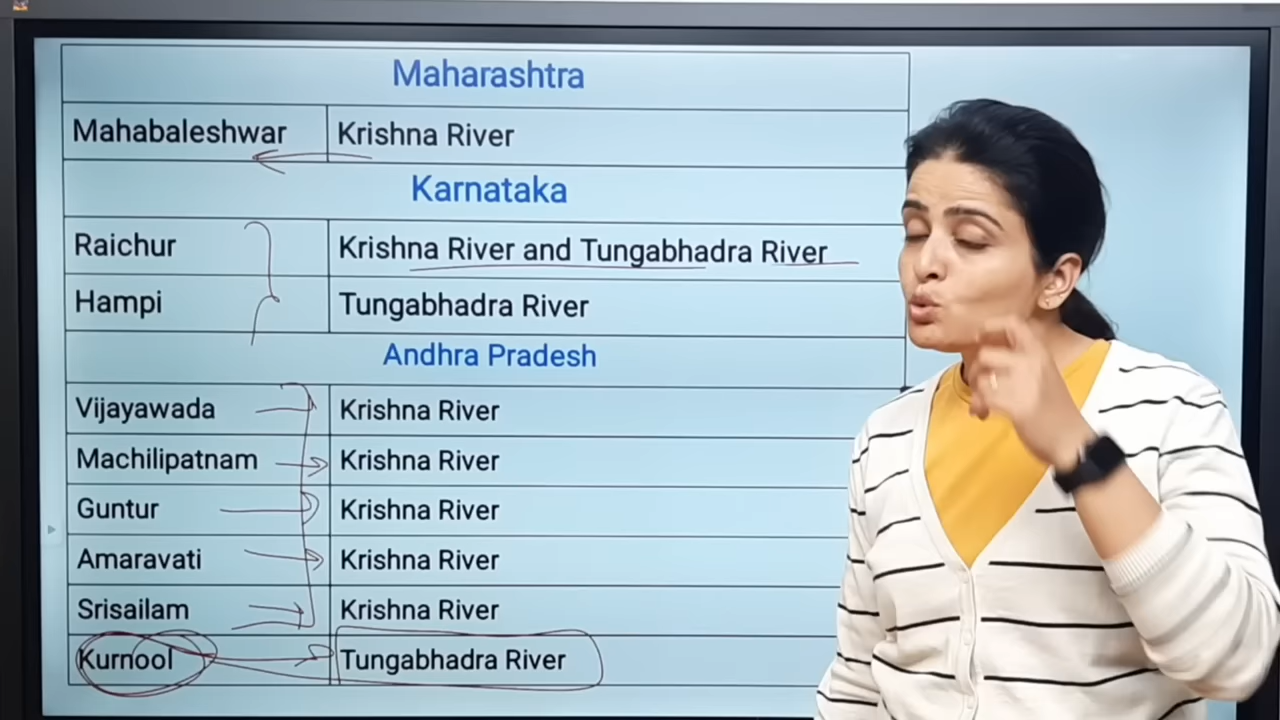 Maharashtra
Mahabaleshwar Krishna River
Karnataka
Raichur Krishna River and Tungabhadra River
Hampi Tungabhadra River
Andhra Pradesh
Vijayawada Krishna River
Machilipatnam Krishna River
Guntur Krishna River
Amaravati Krishna River
Srisailam Krishna River
Kurnool Tungabhadra River